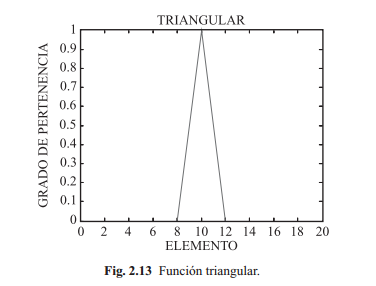 TRIANGULAR
GRADO DE PERTENENCIA
1
0.9
0.8
0.7
0.6
0.5
0.4
0.3
0.2
0.1
0
0 2 4 6 8 10 12 14 16 18 20
ELEMENTO
Fig. 2.13 Función triangular.